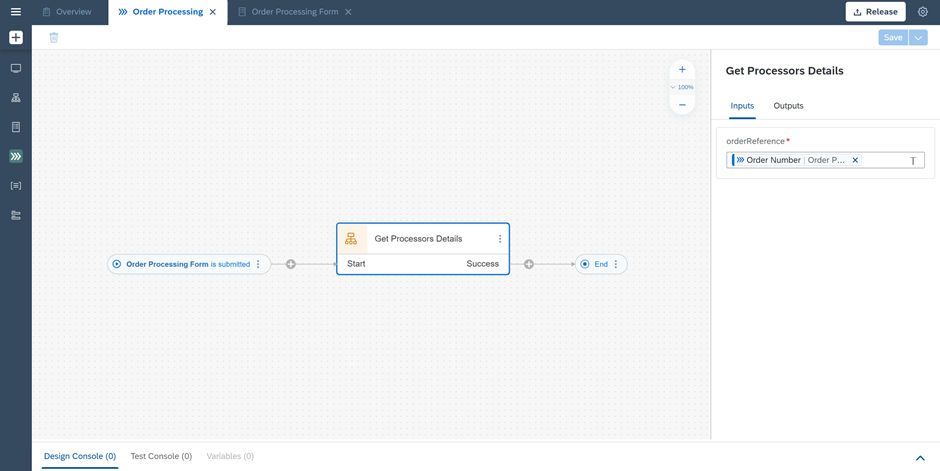 Overview
Order Processing
Order Processing Form
Release
Save
100%
Get Processors Details
Inputs
Outputs
orderReference *
Order Number | Order P...
Get Processors Details
Start
Success
Order Processing Form is submitted
End
Design Console (0)
Test Console (0)
Variables (0)